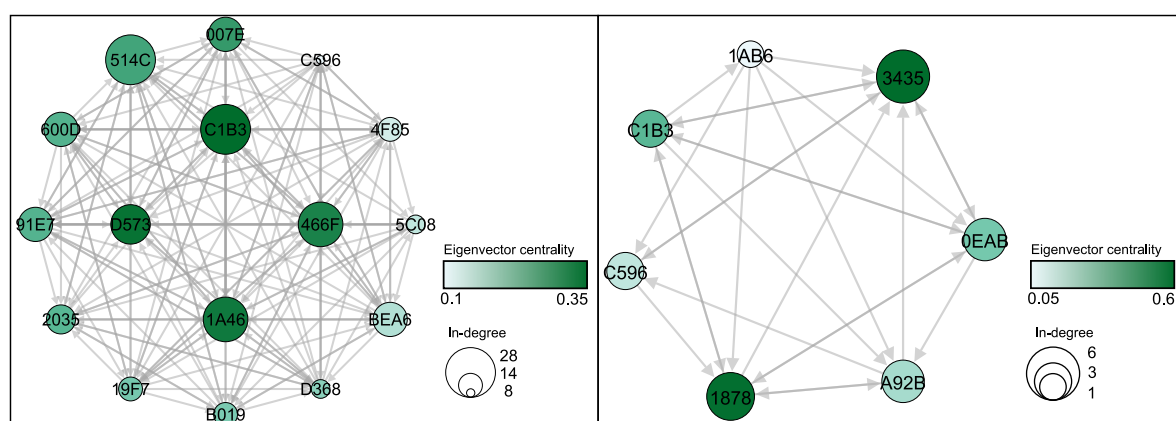 007E
514C
C596
C1B3
600D
4F85
91E7
D573
466F
5C08
2035
1A46
BEA6
19F7
D368
B019
Eigenvector centrality
0.1 0.35
In-degree
28
14
8
1AB6
3435
C1B3
0EAB
C596
A92B
1878
Eigenvector centrality
0.05 0.6
In-degree
6
3
1